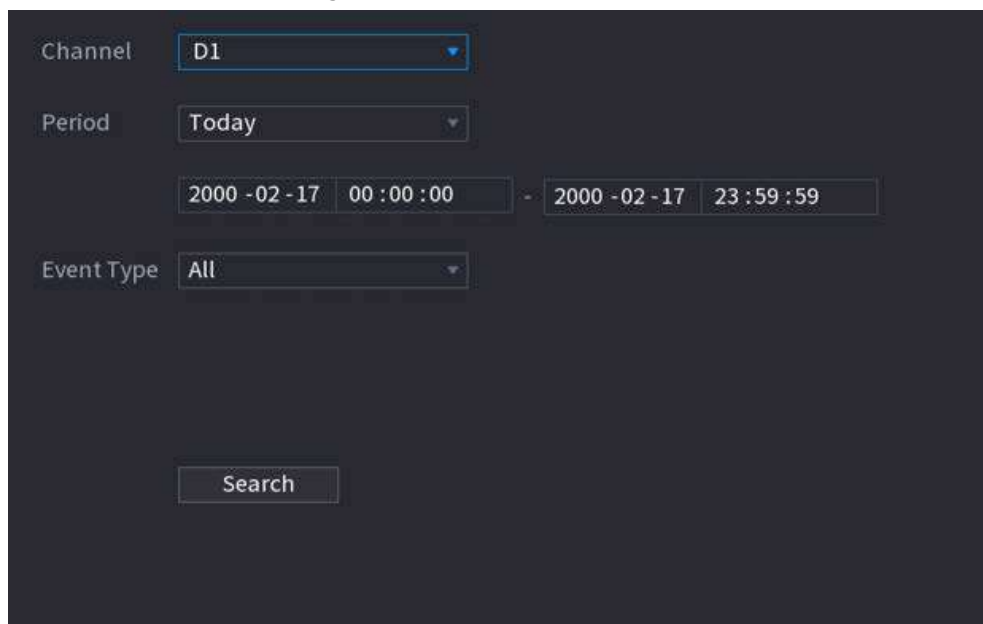 Channel D1
Period Today
2000 -02 -17 00 :00 :00 - 2000 -02 -17 23 :59 :59
Event Type All
Search